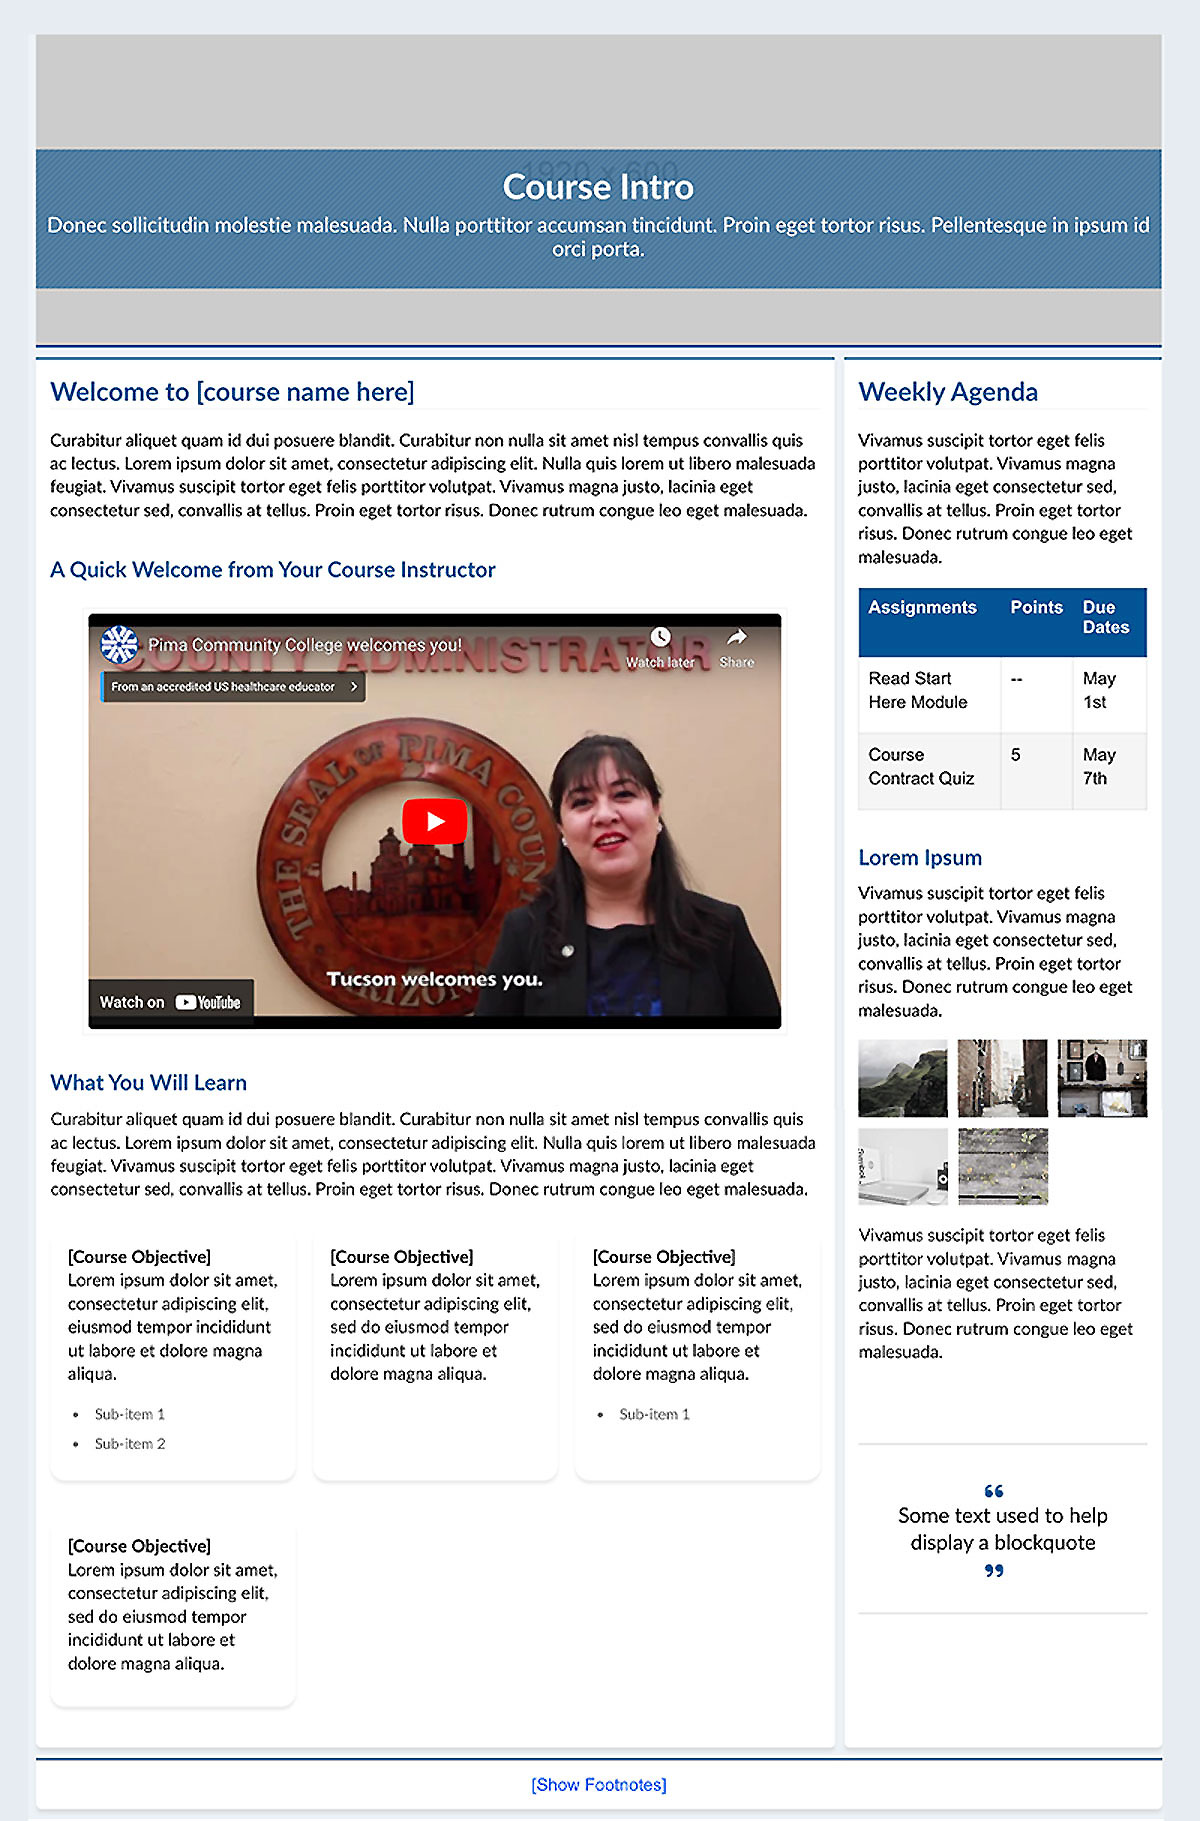 1920 x 600
Course Intro
Donec sollicitudin molestie malesuada. Nulla porttitor accumsan tincidunt. Proin eget tortor risus. Pellentesque in ipsum id
orci porta.
Welcome to [course name here]
Curabitur aliquet quam id dui posuere blandit. Curabitur non nulla sit amet nisl tempus convallis quis
ac lectus. Lorem ipsum dolor sit amet, consectetur adipiscing elit. Nulla quis lorem ut libero malesuada
feugiat. Vivamus suscipit tortor eget felis porttitor volutpat. Vivamus magna justo, lacinia eget
consectetur sed, convallis at tellus. Proin eget tortor risus. Donec rutrum congue leo eget malesuada.
A Quick Welcome from Your Course Instructor
COUNTY ADMINISTRATOR
Pima Community College welcomes you!
Watch later
Share
From an accredited US healthcare educator
THE SEAL OF PIMA COUN
ARIZON
Tucson welcomes you.
Watch on YouTube
What You Will Learn
Curabitur aliquet quam id dui posuere blandit. Curabitur non nulla sit amet nisl tempus convallis quis
ac lectus. Lorem ipsum dolor sit amet, consectetur adipiscing elit. Nulla quis lorem ut libero malesuada
feugiat. Vivamus suscipit tortor eget felis porttitor volutpat. Vivamus magna justo, lacinia eget
consectetur sed, convallis at tellus. Proin eget tortor risus. Donec rutrum congue leo eget malesuada.
[Course Objective]
Lorem ipsum dolor sit amet,
consectetur adipiscing elit,
eiusmod tempor incididunt
ut labore et dolore magna
aliqua.
• Sub-item 1
• Sub-item 2
[Course Objective]
Lorem ipsum dolor sit amet,
consectetur adipiscing elit,
sed do eiusmod tempor
incididunt ut labore et
dolore magna aliqua.
[Course Objective]
Lorem ipsum dolor sit amet,
consectetur adipiscing elit,
sed do eiusmod tempor
incididunt ut labore et
dolore magna aliqua.
• Sub-item 1
[Course Objective]
Lorem ipsum dolor sit amet,
consectetur adipiscing elit,
sed do eiusmod tempor
incididunt ut labore et
dolore magna aliqua.
Weekly Agenda
Vivamus suscipit tortor eget felis
porttitor volutpat. Vivamus magna
justo, lacinia eget consectetur sed,
convallis at tellus. Proin eget tortor
risus. Donec rutrum congue leo eget
malesuada.
Assignments Points Due
Dates
Read Start -- May
Here Module 1st
Course 5 May
Contract Quiz 7th
Lorem Ipsum
Vivamus suscipit tortor eget felis
porttitor volutpat. Vivamus magna
justo, lacinia eget consectetur sed,
convallis at tellus. Proin eget tortor
risus. Donec rutrum congue leo eget
malesuada.
Vivamus suscipit tortor eget felis
porttitor volutpat. Vivamus magna
justo, lacinia eget consectetur sed,
convallis at tellus. Proin eget tortor
risus. Donec rutrum congue leo eget
malesuada.
“
Some text used to help
display a blockquote
”
[Show Footnotes]